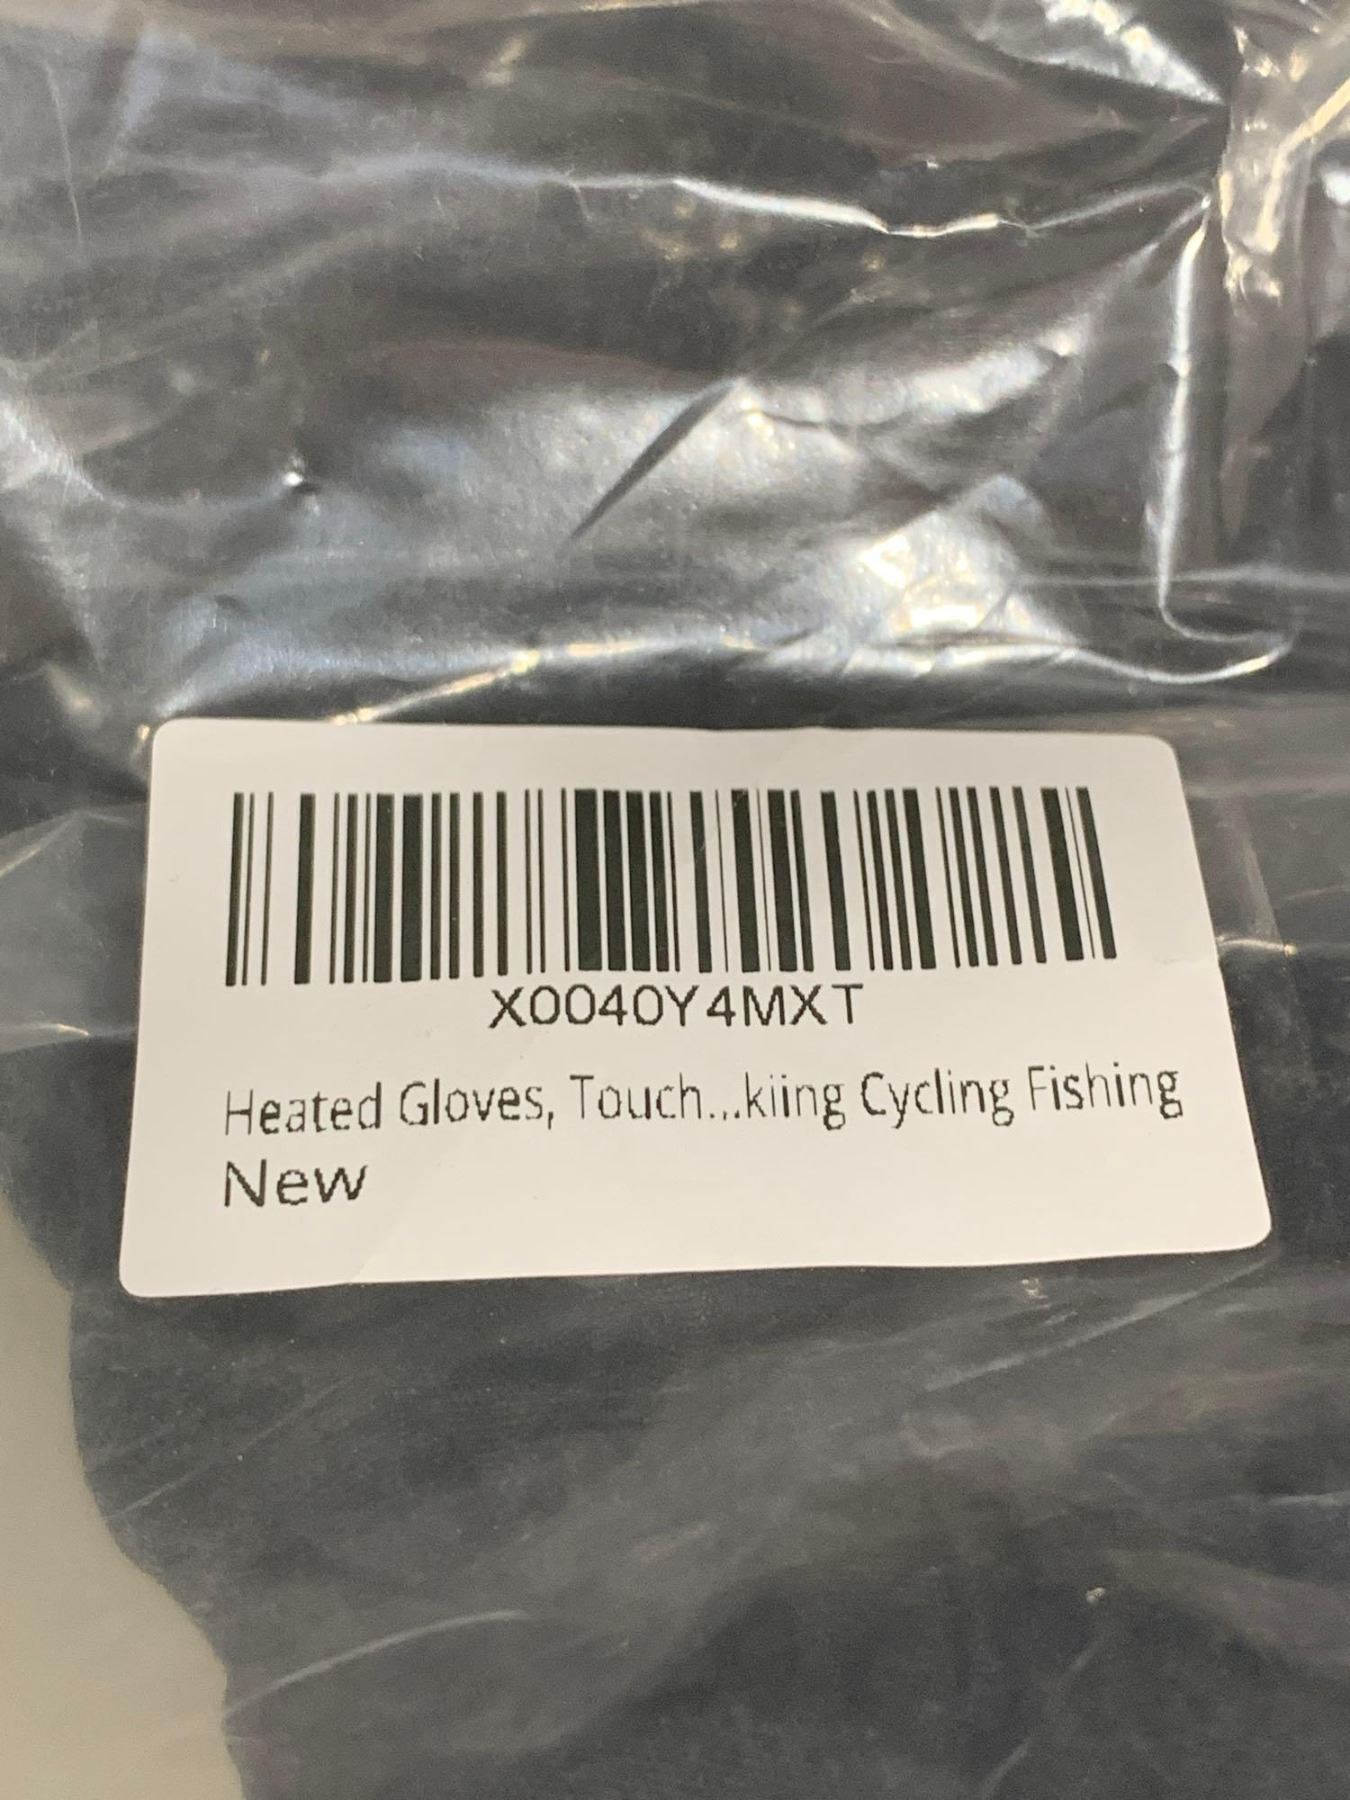 X0040Y4MXT
Heated Gloves, Touch...kiing Cycling Fishing
New